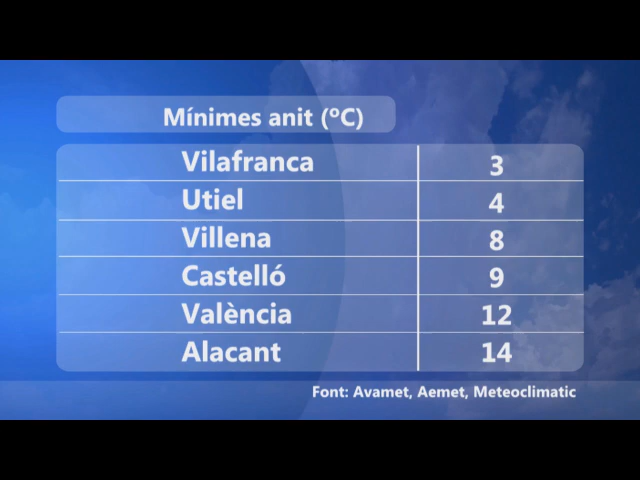 Mínimes anit (ºC)
Vilafranca 3
Utiel 4
Villena 8
Castelló 9
València 12
Alacant 14
Font: Avamet, Aemet, Meteoclimatic